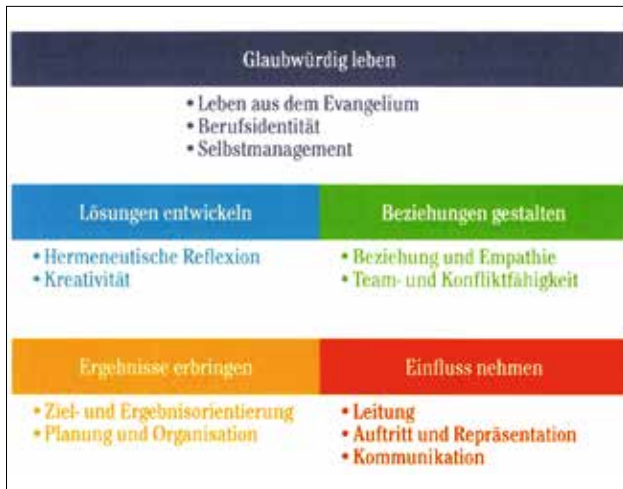 Glaubwürdig leben
• Leben aus dem Evangelium
• Berufsidentität
• Selbstmanagement
Lösungen entwickeln
• Hermeneutische Reflexion
• Kreativität
Beziehungen gestalten
• Beziehung und Empathie
• Team- und Konfliktfähigkeit
Ergebnisse erbringen
• Ziel- und Ergebnisorientierung
• Planung und Organisation
Einfluss nehmen
• Leitung
• Auftritt und Repräsentation
• Kommunikation